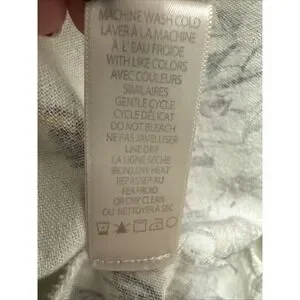 MACHINE WASH COLD
LAVER À LA MACHINE
À L'EAU FROIDE
WITH LIKE COLORS
AVEC COULEURS
SIMILAIRES
GENTLE CYCLE
CYCLE DÉLICAT
DO NOT BLEACH
NE PAS JAVELLISER
LINE DRY
LA LIGNE SÈCHE
IRON LOW HEAT
REPASSER AU
FER FROID
OR DRY CLEAN
OU NETTOYER À SEC